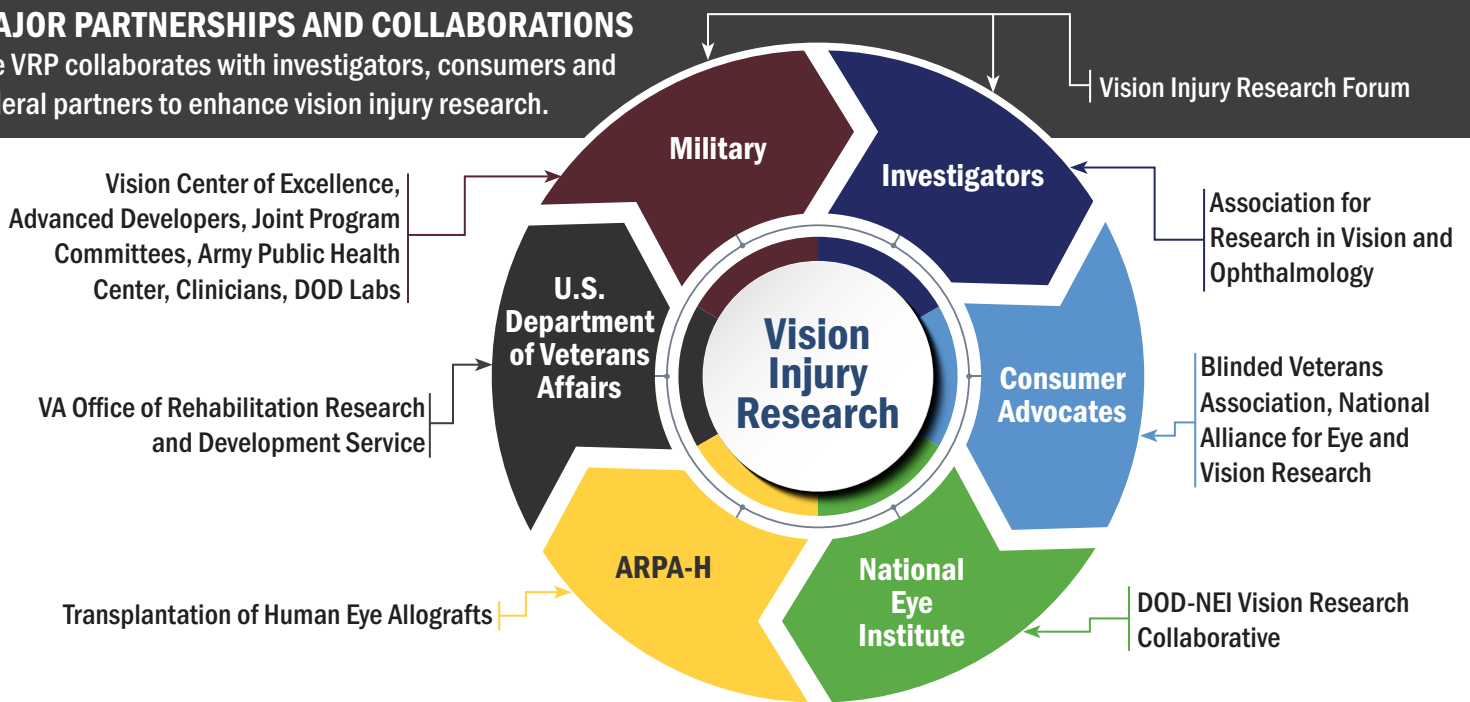 AJOR PARTNERSHIPS AND COLLABORATIONS
VRP collaborates with investigators, consumers and
deral partners to enhance vision injury research.
Vision Injury Research Forum
Military
Investigators
Vision Center of Excellence,
Advanced Developers, Joint Program
Committees, Army Public Health
Center, Clinicians, DOD Labs
Association for
Research in Vision and
Ophthalmology
U.S.
Department
of Veterans
Affairs
Vision
Injury
Research
Consumer
Advocates
Blinded Veterans
Association, National
Alliance for Eye and
Vision Research
VA Office of Rehabilitation Research
and Development Service
ARPA-H
National
Eye
Institute
Transplantation of Human Eye Allografts
DOD-NEI Vision Research
Collaborative